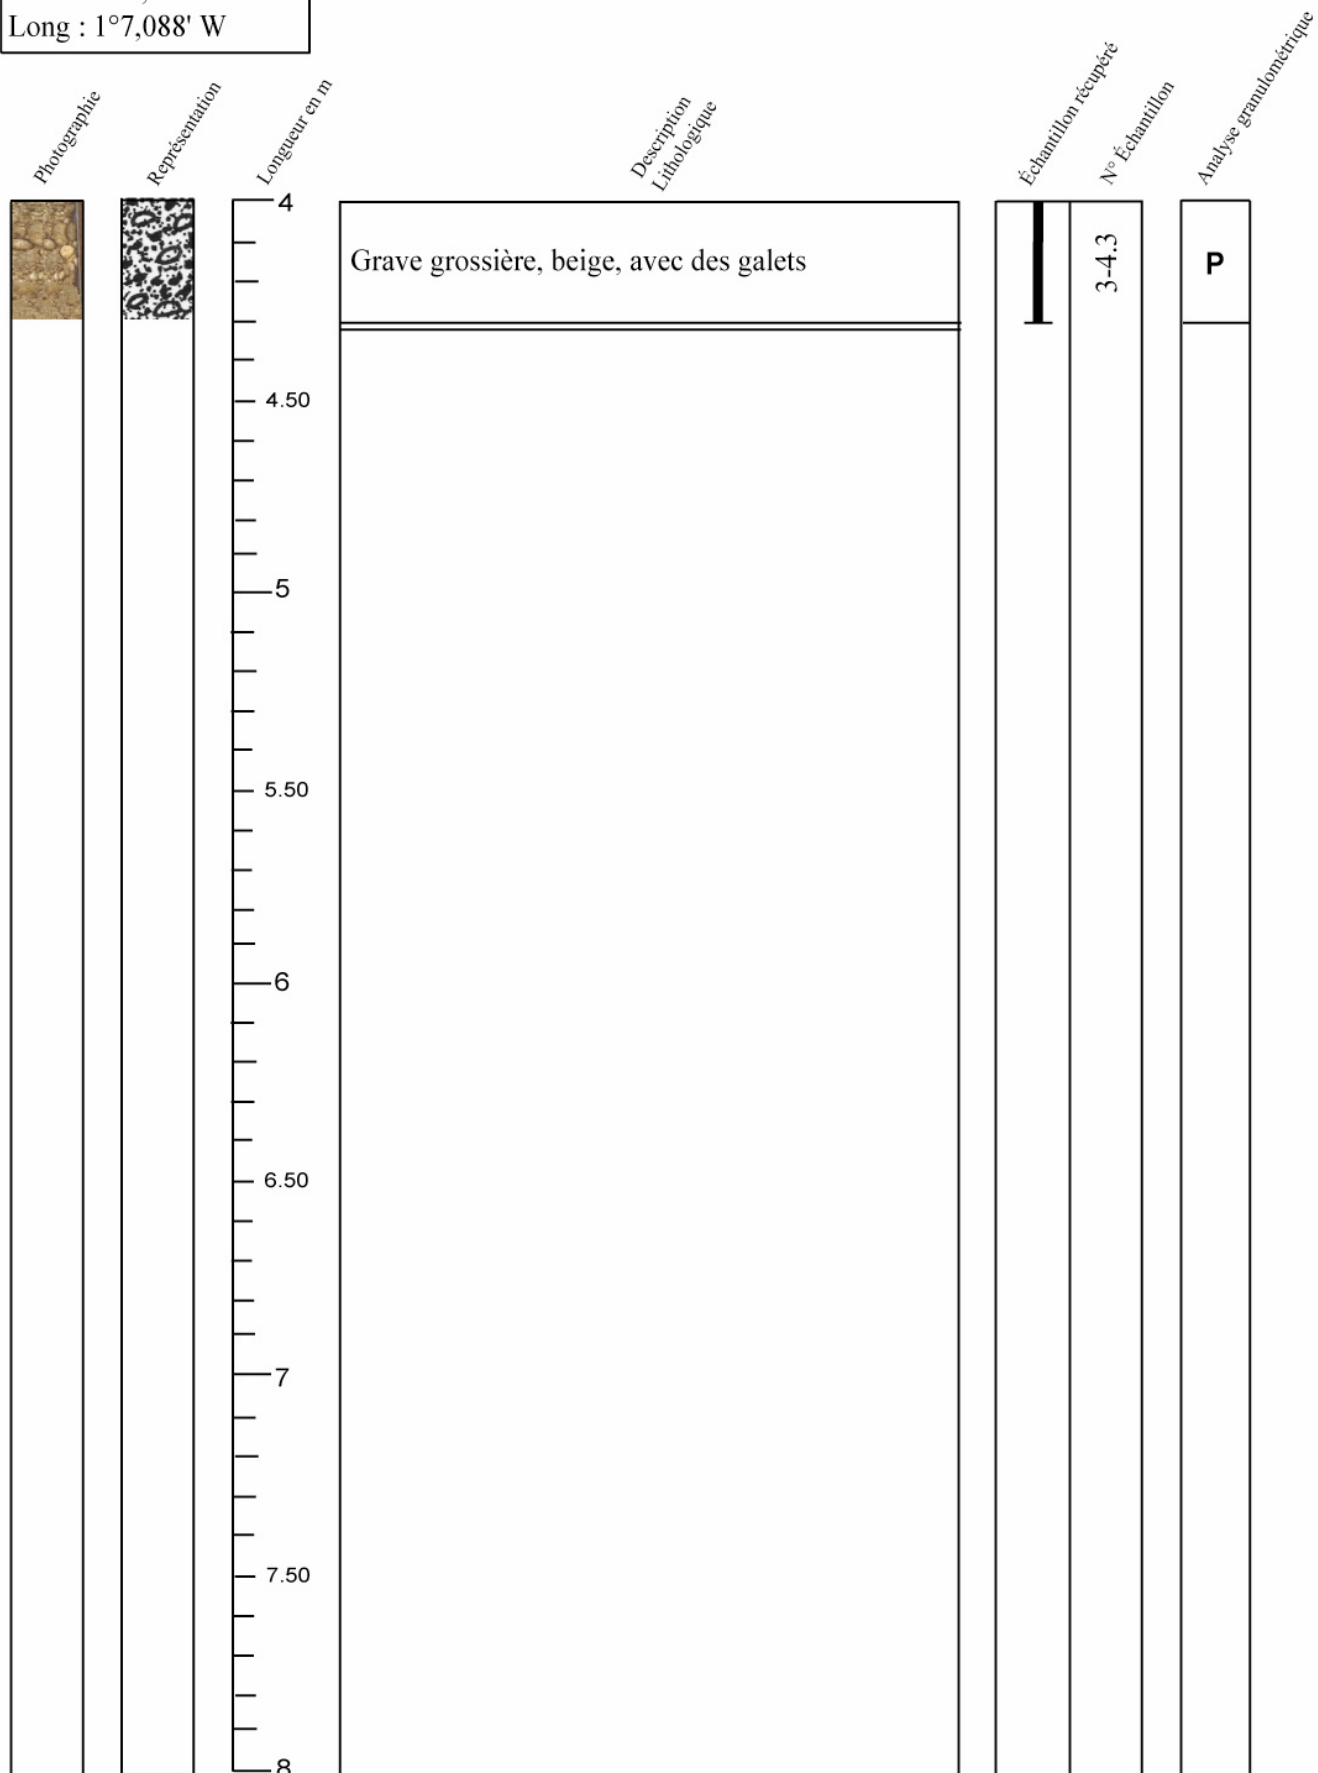 Long : 1°7,088' W
Photographie
Représentation
Longueur en m
Description
Lithologique
Échantillon récupéré
N° Échantillon
Analyse granulométrique
4
Grave grossière, beige, avec des galets
3-4.3
P
4.50
5
5.50
6
6.50
7
7.50
8